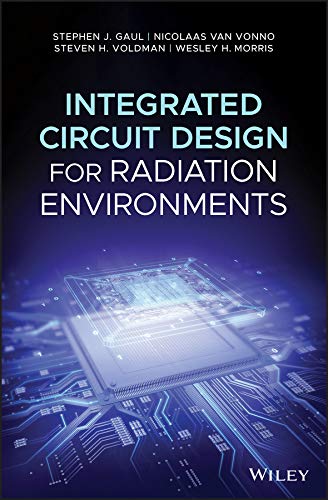 STEPHEN J. GAUL | NICOLAAS VAN VONNO
STEVEN H. VOLDMAN | WESLEY H. MORRIS
INTEGRATED
CIRCUIT DESIGN
FOR RADIATION
ENVIRONMENTS
WILEY